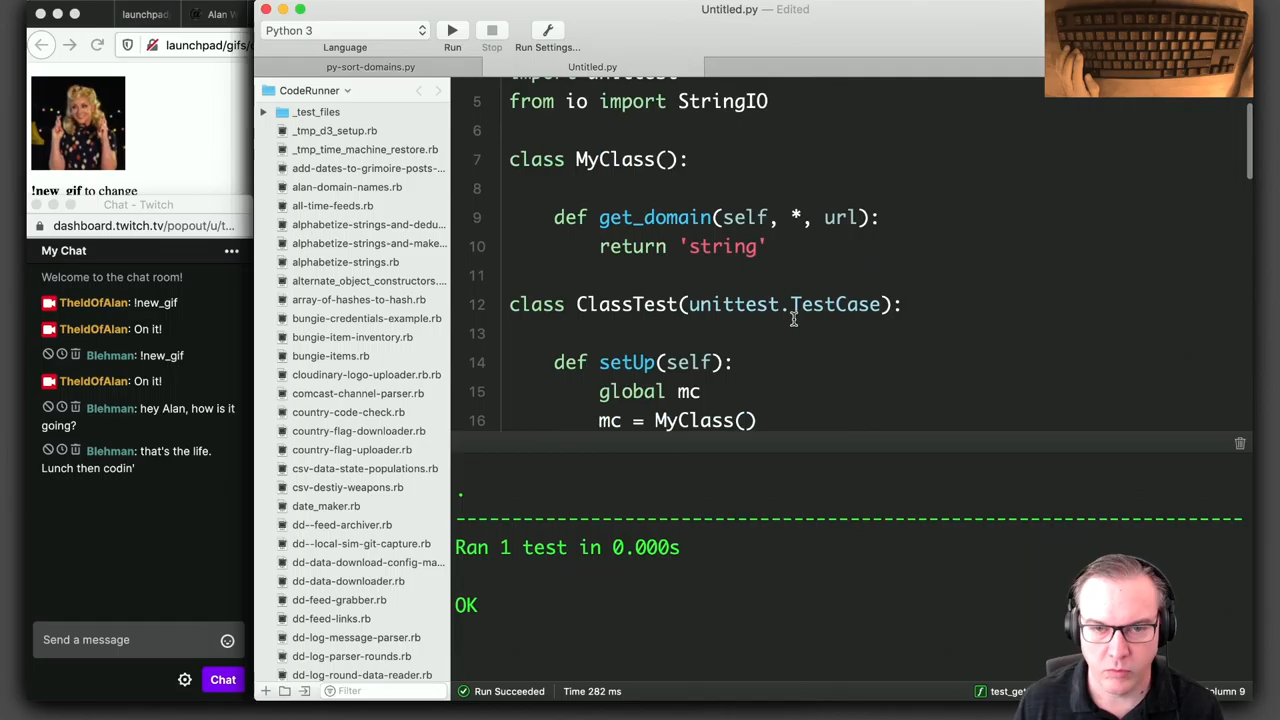 launchpad
Alan W
launchpad/gifs/
!new_gif to change
Chat - Twitch
dashboard.twitch.tv/popout/u/t...
My Chat
Welcome to the chat room!
TheIdOfAlan: !new_gif
TheIdOfAlan: On it!
Blehman: !new_gif
TheIdOfAlan: On it!
Blehman: hey Alan, how is it
going?
Blehman: that's the life.
Lunch then codin'
Send a message
Chat
Untitled.py — Edited
Python 3
Language
Run
Stop
Run Settings...
py-sort-domains.py
Untitled.py
CodeRunner
_test_files
_tmp_d3_setup.rb
_tmp_time_machine_restore.rb
add-dates-to-grimoire-posts-...
alan-domain-names.rb
all-time-feeds.rb
alphabetize-strings-and-dedu...
alphabetize-strings-and-make...
alphabetize-strings.rb
alternate_object_constructors....
array-of-hashes-to-hash.rb
bungie-credentials-example.rb
bungie-item-inventory.rb
bungie-items.rb
cloudinary-logo-uploader.rb.rb
comcast-channel-parser.rb
country-code-check.rb
country-flag-downloader.rb
country-flag-uploader.rb
csv-data-state-populations.rb
csv-destiy-weapons.rb
date_maker.rb
dd--feed-archiver.rb
dd--local-sim-git-capture.rb
dd-data-download-config-ma...
dd-data-downloader.rb
dd-feed-grabber.rb
dd-feed-links.rb
dd-log-message-parser.rb
dd-log-parser-rounds.rb
dd-log-round-data-reader.rb
Filter
import unittest
5 from io import StringIO
6
7 class MyClass():
8
9 def get_domain(self, *, url):
10 return 'string'
11
12 class ClassTest(unittest.TestCase):
13
14 def setUp(self):
15 global mc
16 mc = MyClass()
.
----------------------------------------------------------------------
Ran 1 test in 0.000s
OK
Run Succeeded
Time 282 ms
test_get
Column 9